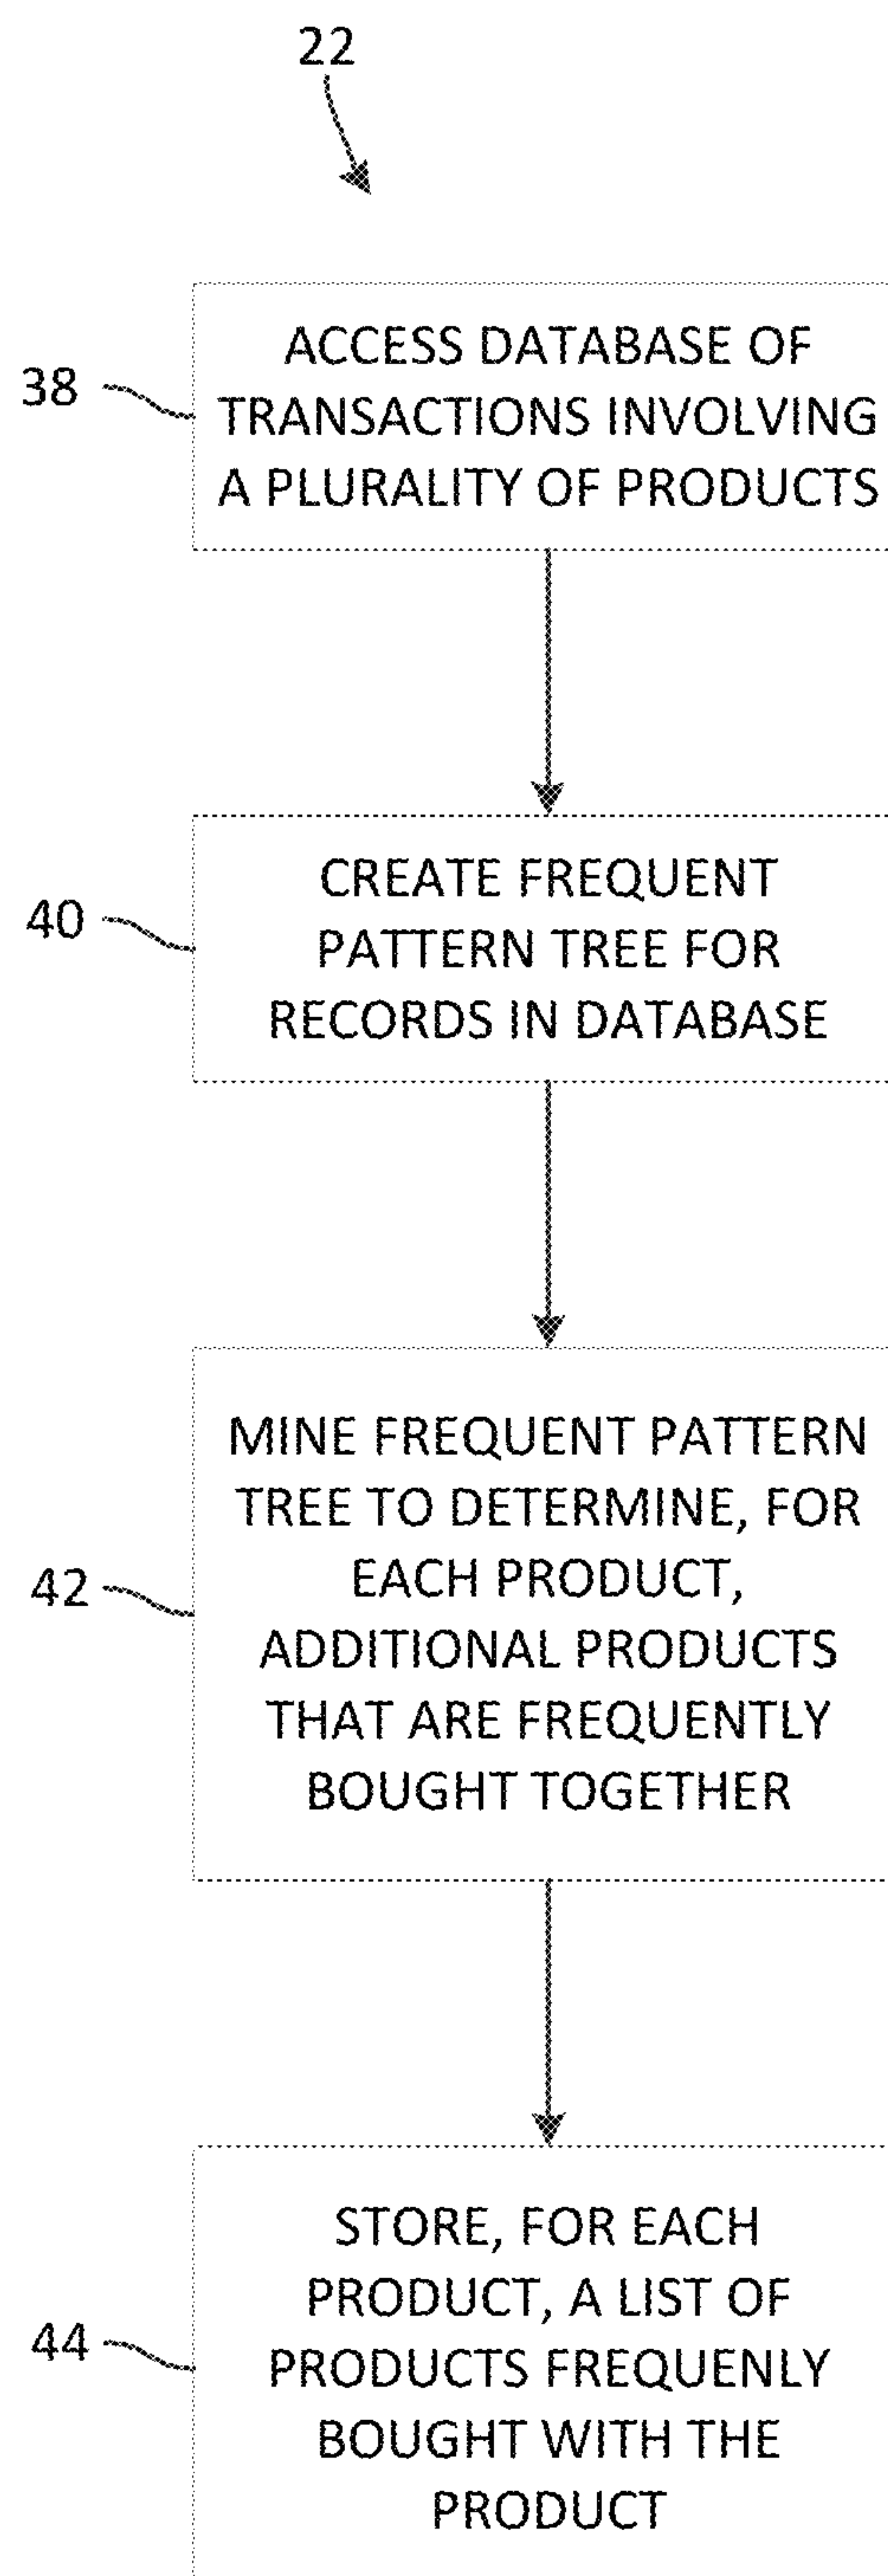 22
38
ACCESS DATABASE OF
TRANSACTIONS INVOLVING
A PLURALITY OF PRODUCTS
40
CREATE FREQUENT
PATTERN TREE FOR
RECORDS IN DATABASE
42
MINE FREQUENT PATTERN
TREE TO DETERMINE, FOR
EACH PRODUCT,
ADDITIONAL PRODUCTS
THAT ARE FREQUENTLY
BOUGHT TOGETHER
44
STORE, FOR EACH
PRODUCT, A LIST OF
PRODUCTS FREQUENLY
BOUGHT WITH THE
PRODUCT